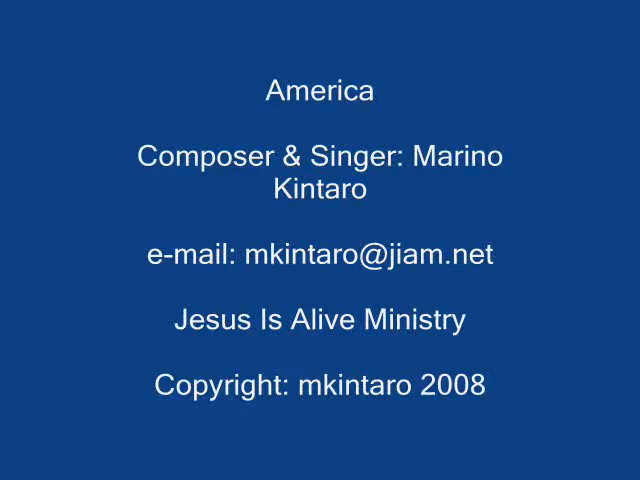 America
Composer & Singer: Marino
Kintaro
e-mail: mkintaro@jiam.net
Jesus Is Alive Ministry
Copyright: mkintaro 2008